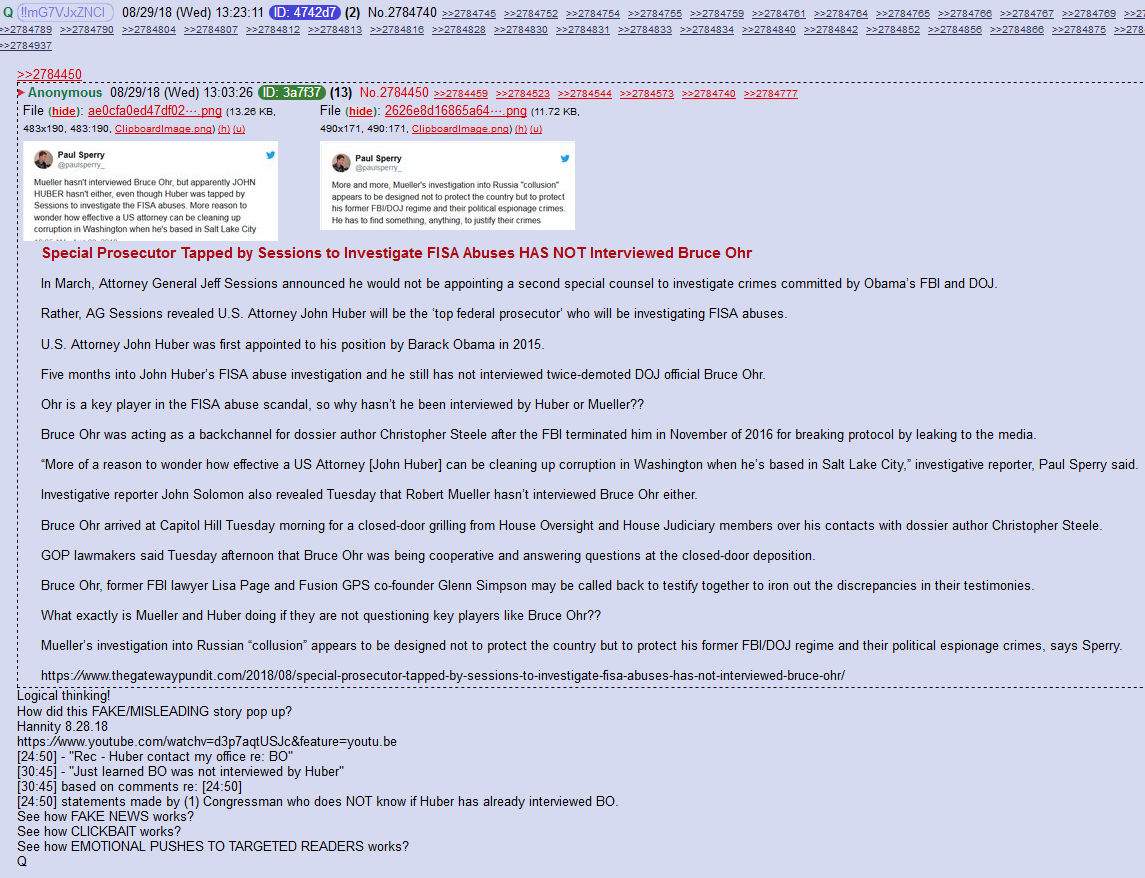 Q !!mG7VJxZNCI 08/29/18 (Wed) 13:23:11 ID: 4742d7 (2) No.2784740 >>2784745 >>2784752 >>2784754 >>2784755 >>2784759 >>2784761 >>2784764 >>2784765 >>2784766 >>2784767 >>2784769
>>2784789 >>2784790 >>2784804 >>2784807 >>2784812 >>2784813 >>2784816 >>2784828 >>2784830 >>2784831 >>2784833 >>2784834 >>2784840 >>2784842 >>2784852 >>2784856 >>2784866 >>2784875
>>2784937
>>2784450
Anonymous 08/29/18 (Wed) 13:03:26 ID: 3a7f37 (13) No.2784450 >>2784459 >>2784523 >>2784544 >>2784573 >>2784740 >>2784777
File (hide): ae0cfa0ed47df02⋯.png (13.26 KB,
483x190, 483:190, ClipboardImage.png) (h) (u)
Paul Sperry
@paulsperry_
Mueller hasn't interviewed Bruce Ohr, but apparently JOHN
HUBER hasn't either, even though Huber was tapped by
Sessions to investigate the FISA abuses. More reason to
wonder how effective a US attorney can be cleaning up
corruption in Washington when he's based in Salt Lake City
File (hide): 2626e8d16865a64⋯.png (11.72 KB,
490x171, 490:171, ClipboardImage.png) (h) (u)
Paul Sperry
@paulsperry_
More and more, Mueller's investigation into Russia "collusion"
appears to be designed not to protect the country but to protect
his former FBI/DOJ regime and their political espionage crimes.
He has to find something, anything, to justify their crimes
Special Prosecutor Tapped by Sessions to Investigate FISA Abuses HAS NOT Interviewed Bruce Ohr
In March, Attorney General Jeff Sessions announced he would not be appointing a second special counsel to investigate crimes committed by Obama's FBI and DOJ.
Rather, AG Sessions revealed U.S. Attorney John Huber will be the 'top federal prosecutor' who will be investigating FISA abuses.
U.S. Attorney John Huber was first appointed to his position by Barack Obama in 2015.
Five months into John Huber's FISA abuse investigation and he still has not interviewed twice-demoted DOJ official Bruce Ohr.
Ohr is a key player in the FISA abuse scandal, so why hasn't he been interviewed by Huber or Mueller??
Bruce Ohr was acting as a backchannel for dossier author Christopher Steele after the FBI terminated him in November of 2016 for breaking protocol by leaking to the media.
“More of a reason to wonder how effective a US Attorney [John Huber] can be cleaning up corruption in Washington when he's based in Salt Lake City,” investigative reporter, Paul Sperry said.
Investigative reporter John Solomon also revealed Tuesday that Robert Mueller hasn't interviewed Bruce Ohr either.
Bruce Ohr arrived at Capitol Hill Tuesday morning for a closed-door grilling from House Oversight and House Judiciary members over his contacts with dossier author Christopher Steele.
GOP lawmakers said Tuesday afternoon that Bruce Ohr was being cooperative and answering questions at the closed-door deposition.
Bruce Ohr, former FBI lawyer Lisa Page and Fusion GPS co-founder Glenn Simpson may be called back to testify together to iron out the discrepancies in their testimonies.
What exactly is Mueller and Huber doing if they are not questioning key players like Bruce Ohr??
Mueller's investigation into Russian “collusion” appears to be designed not to protect the country but to protect his former FBI/DOJ regime and their political espionage crimes, says Sperry.
https://www.thegatewaypundit.com/2018/08/special-prosecutor-tapped-by-sessions-to-investigate-fisa-abuses-has-not-interviewed-bruce-ohr/
Logical thinking!
How did this FAKE/MISLEADING story pop up?
Hannity 8.28.18
https://www.youtube.com/watchv=d3p7aqtUSJc&feature=youtu.be
[24:50] - "Rec - Huber contact my office re: BO"
[30:45] - "Just learned BO was not interviewed by Huber"
[30:45] based on comments re: [24:50]
[24:50] statements made by (1) Congressman who does NOT know if Huber has already interviewed BO.
See how FAKE NEWS works?
See how CLICKBAIT works?
See how EMOTIONAL PUSHES TO TARGETED READERS works?
Q